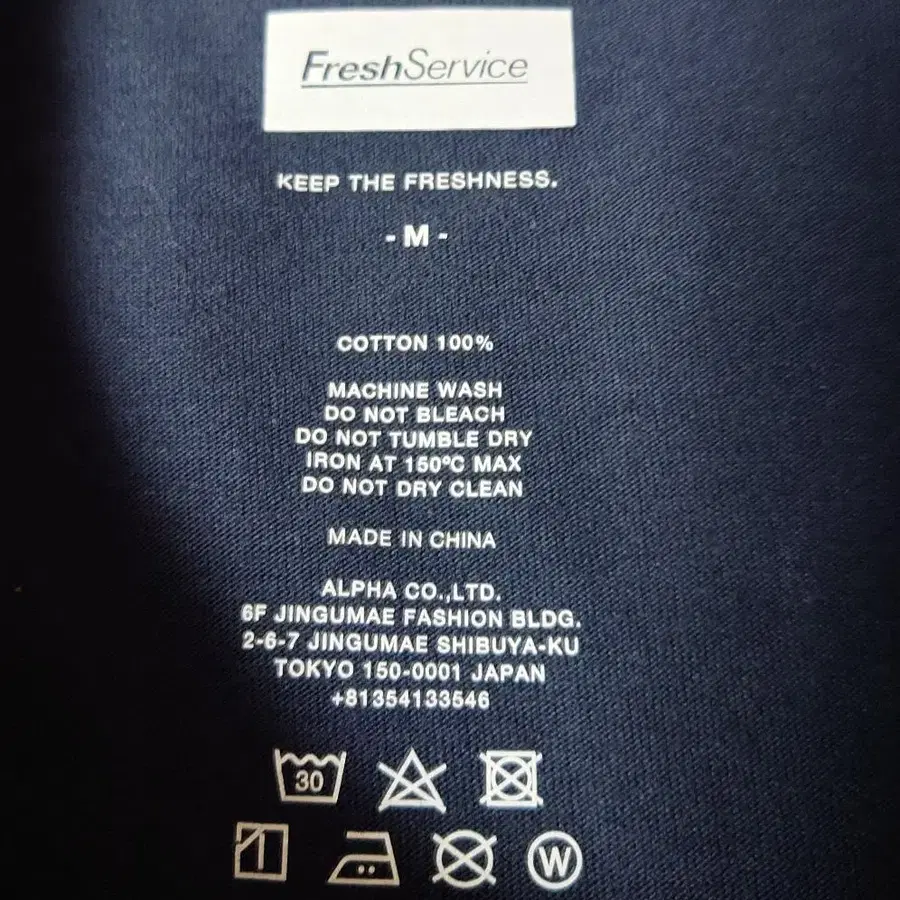 FreshService
KEEP THE FRESHNESS.
- M -
COTTON 100%
MACHINE WASH
DO NOT BLEACH
DO NOT TUMBLE DRY
IRON AT 150℃ MAX
DO NOT DRY CLEAN
MADE IN CHINA
ALPHA CO.,LTD.
6F JINGUMAE FASHION BLDG.
2-6-7 JINGUMAE SHIBUYA-KU
TOKYO 150-0001 JAPAN
+81354133546
30
W